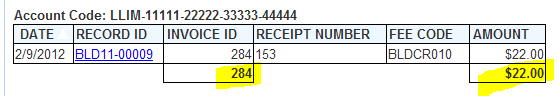 Account Code: LLIM-11111-22222-33333-44444
DATE RECORD ID INVOICE ID RECEIPT NUMBER FEE CODE AMOUNT
2/9/2012 BLD11-00009 284 153 BLDCR010 $22.00
284 $22.00